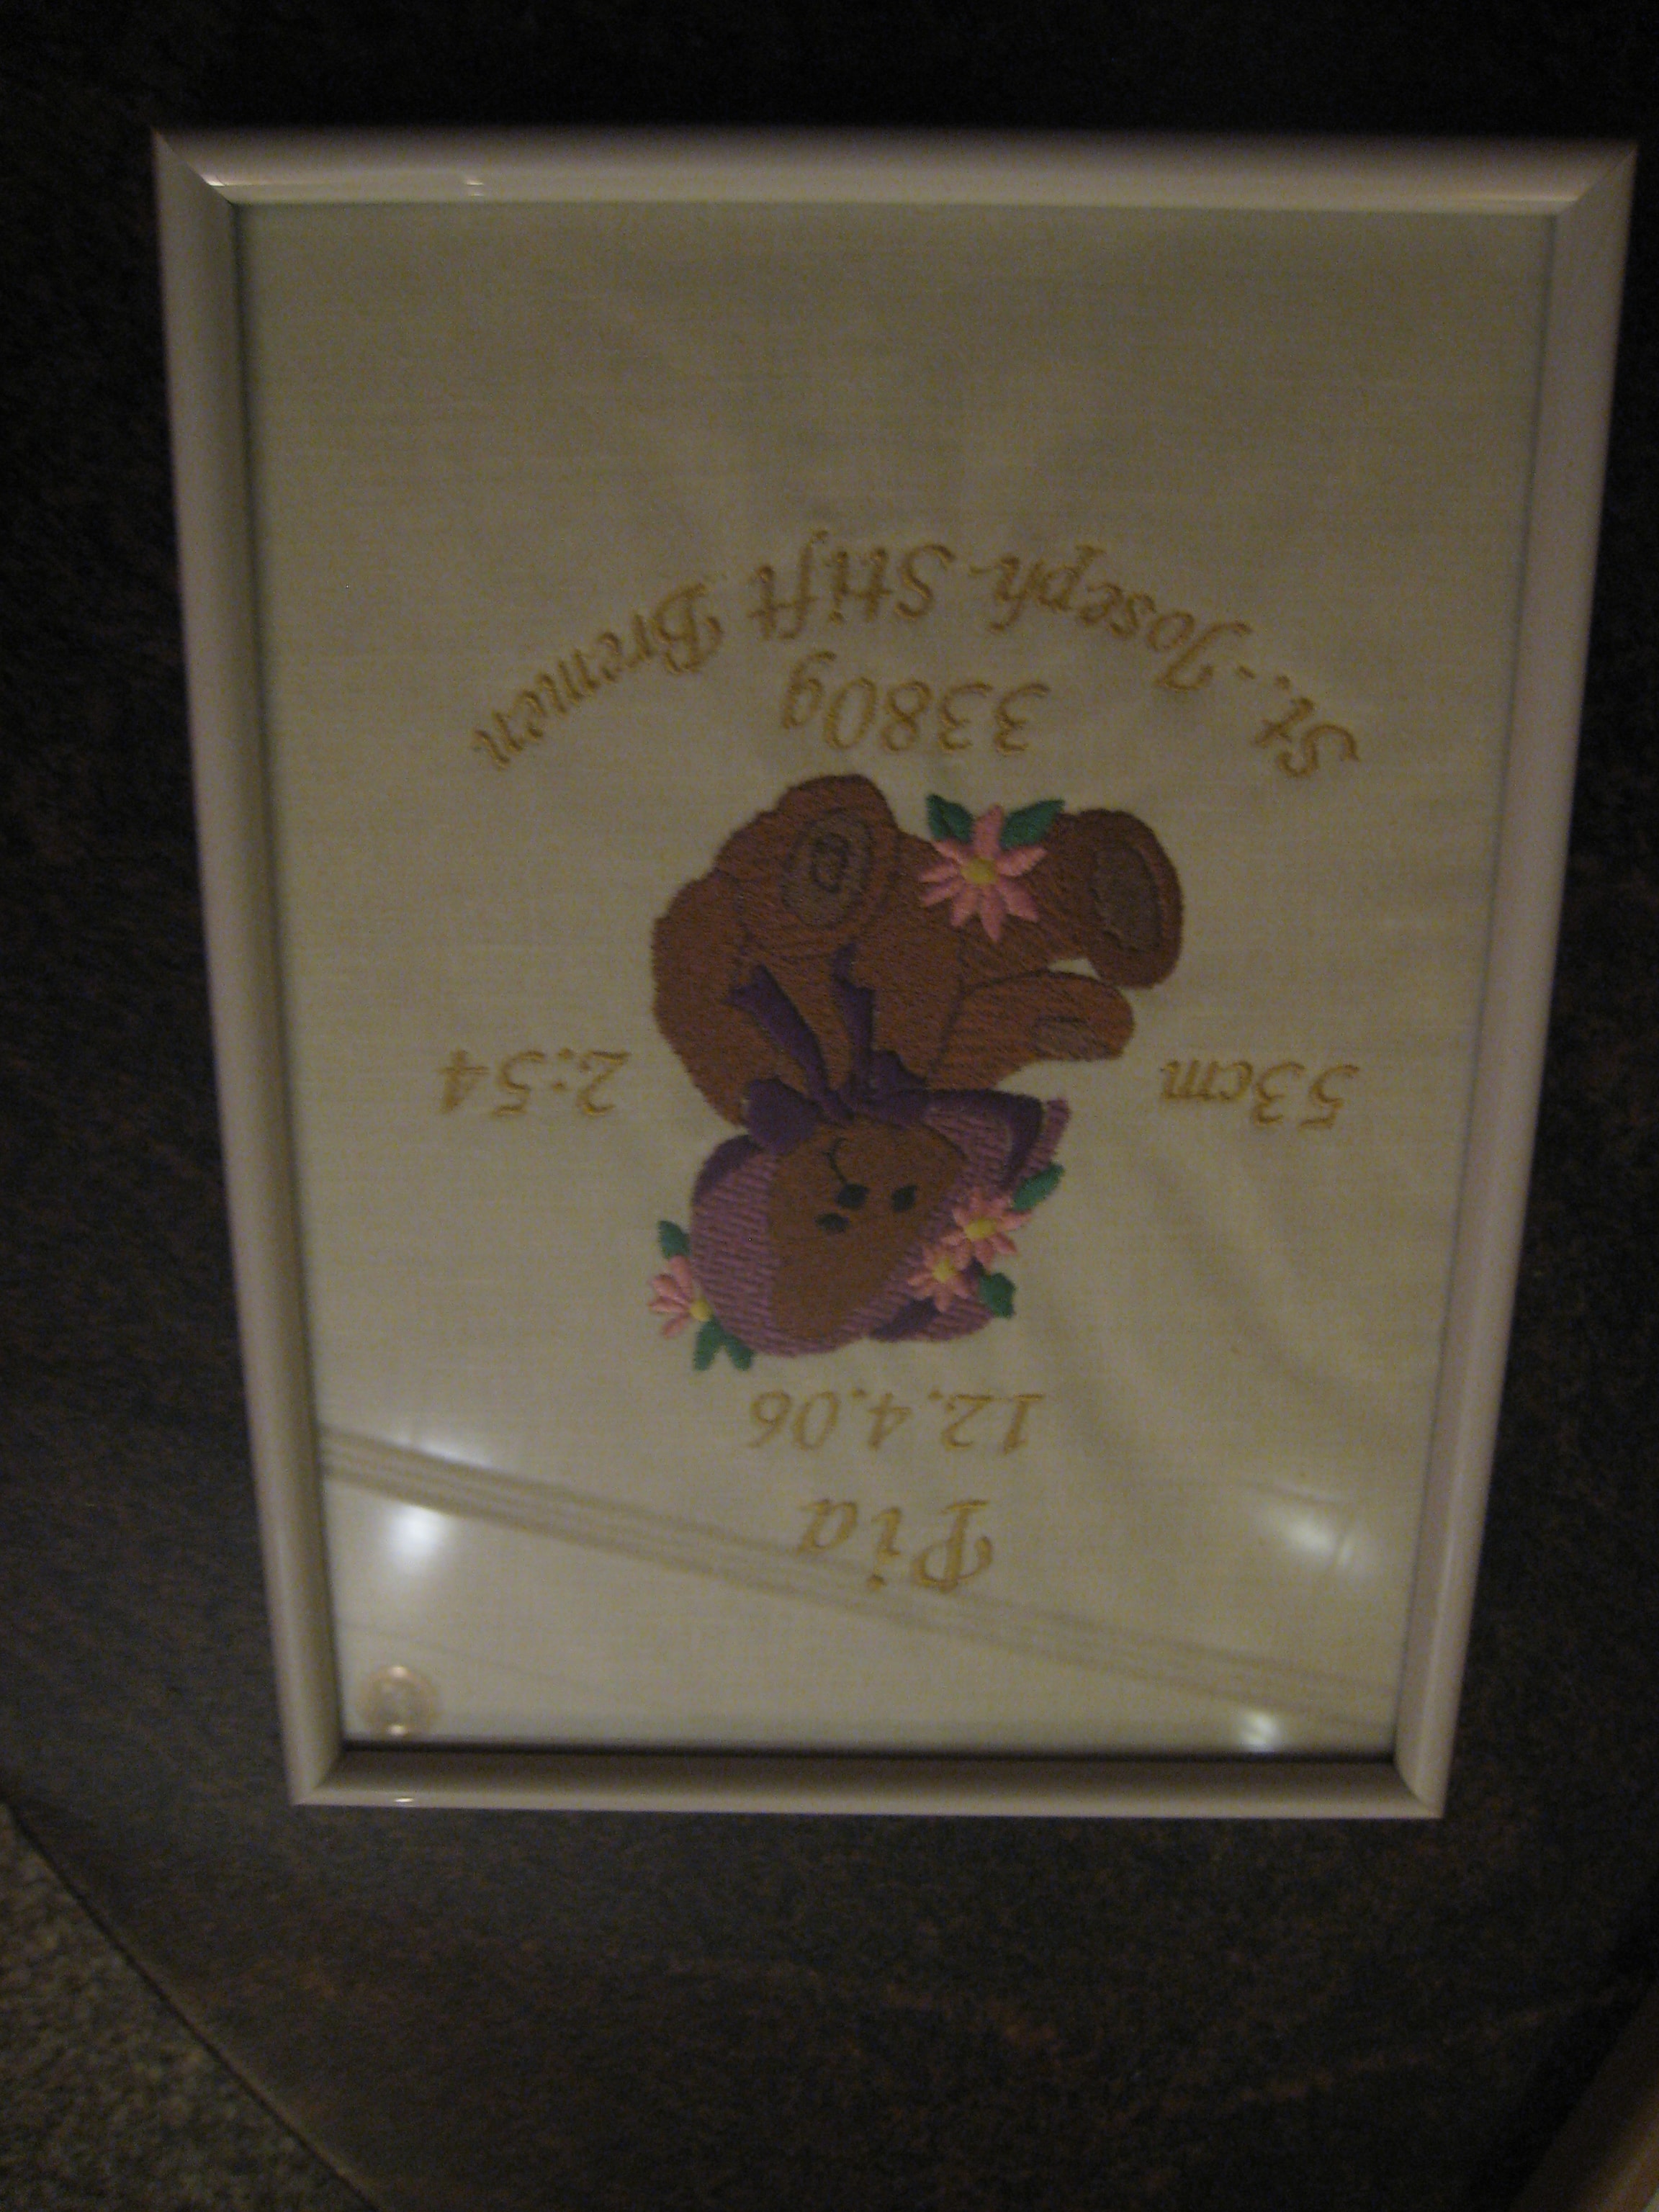 Pia
12.4.06
53cm
2:54
3380g
St.-Joseph-Stift Bremen